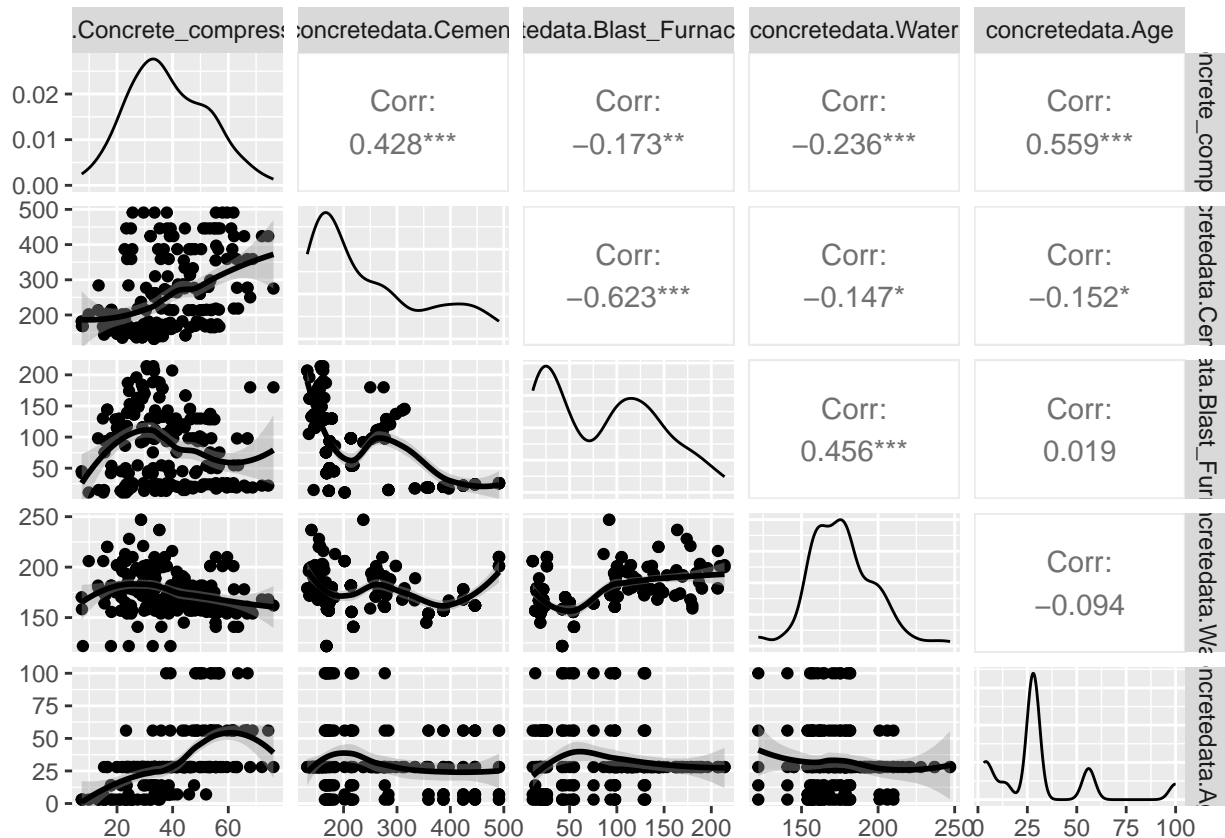 .Concrete_compress concretedata.Cemen tedata.Blast_Furnac concretedata.Water concretedata.Age
0.02
0.01
0.00
Corr:
0.428***
Corr:
−0.173**
Corr:
−0.236***
Corr:
0.559***
ncrete_comp
500
400
300
200
Corr:
−0.623***
Corr:
−0.147*
Corr:
−0.152*
cretedata.Cer
200
150
100
50
Corr:
0.456***
Corr:
0.019
ata.Blast_Fur
250
200
150
Corr:
−0.094
cretedata.Wa
100
75
50
25
0
ncretedata.A
20 40 60 200 300 400 500 50 100 150 200 150 200 250 0 25 50 75 100